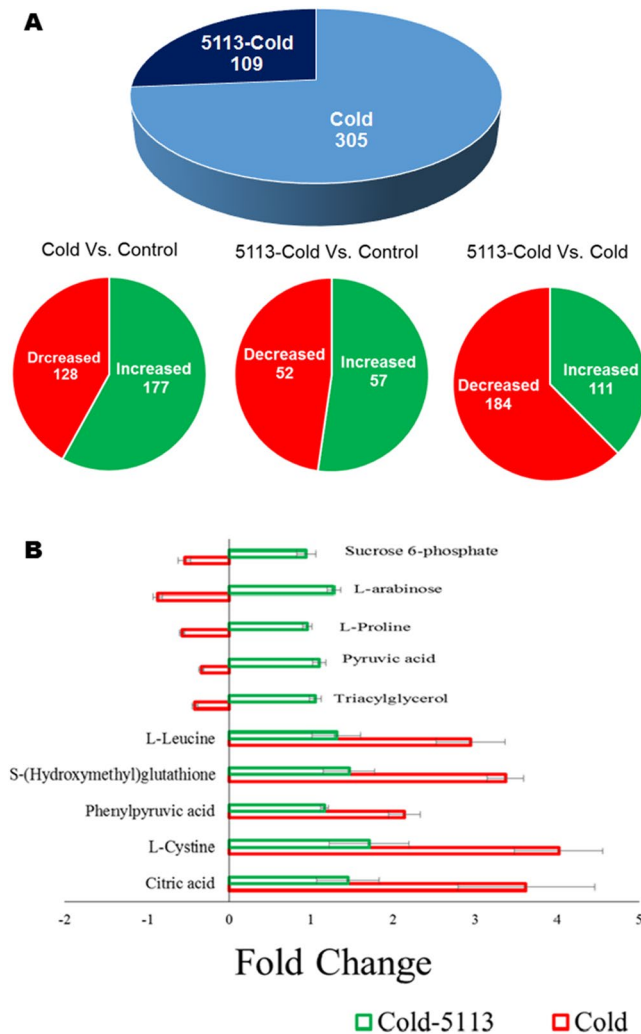 A
5113-Cold
109
Cold
305
Cold Vs. Control
5113-Cold Vs. Control
5113-Cold Vs. Cold
Drcreased
128
Increased
177
Decreased
52
Increased
57
Decreased
184
Increased
111
B
Sucrose 6-phosphate
L-arabinose
L-Proline
Pyruvic acid
Triacylglycerol
L-Leucine
S-(Hydroxymethyl)glutathione
Phenylpyruvic acid
L-Cystine
Citric acid
-2 -1 0 1 2 3 4 5
Fold Change
Cold-5113 Cold